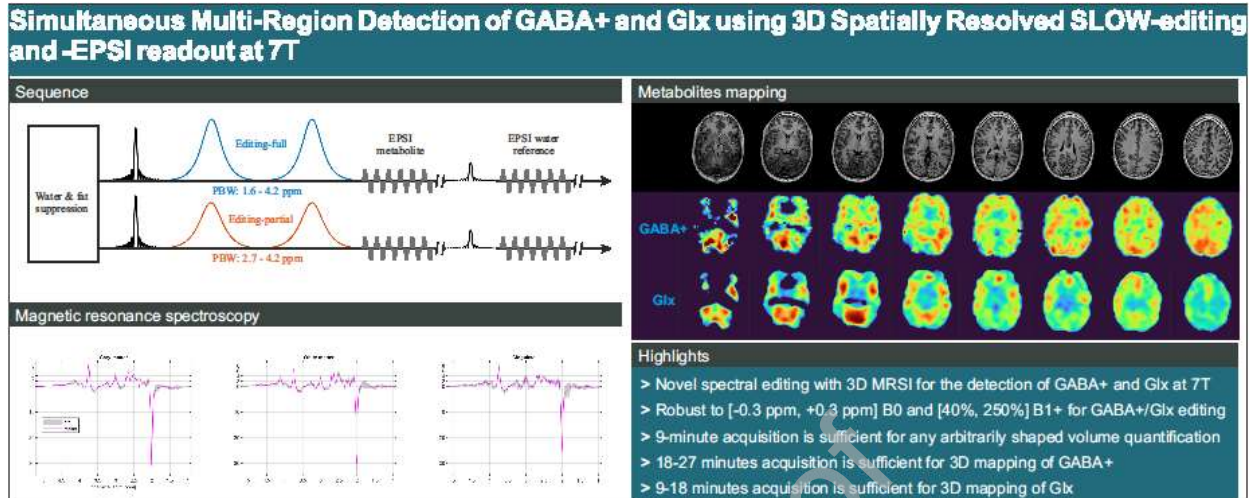 Simultaneous Multi-Region Detection of GABA+ and Glx using 3D Spatially Resolved SLOW-editing
and -EPSI readout at 7T
Sequence
Water & fat
suppression
Editing-full
PBW: 1.6 - 4.2 ppm
Editing-partial
PBW: 2.7 - 4.2 ppm
EPSI
metabolite
EPSI water
reference
Magnetic resonance spectroscopy
Metabolites mapping
GABA+
Glx
Highlights
> Novel spectral editing with 3D MRSI for the detection of GABA+ and Glx at 7T
> Robust to [-0.3 ppm, +0.3 ppm] B0 and [40%, 250%] B1+ for GABA+/Glx editing
> 9-minute acquisition is sufficient for any arbitrarily shaped volume quantification
> 18-27 minutes acquisition is sufficient for 3D mapping of GABA+
> 9-18 minutes acquisition is sufficient for 3D mapping of Glx